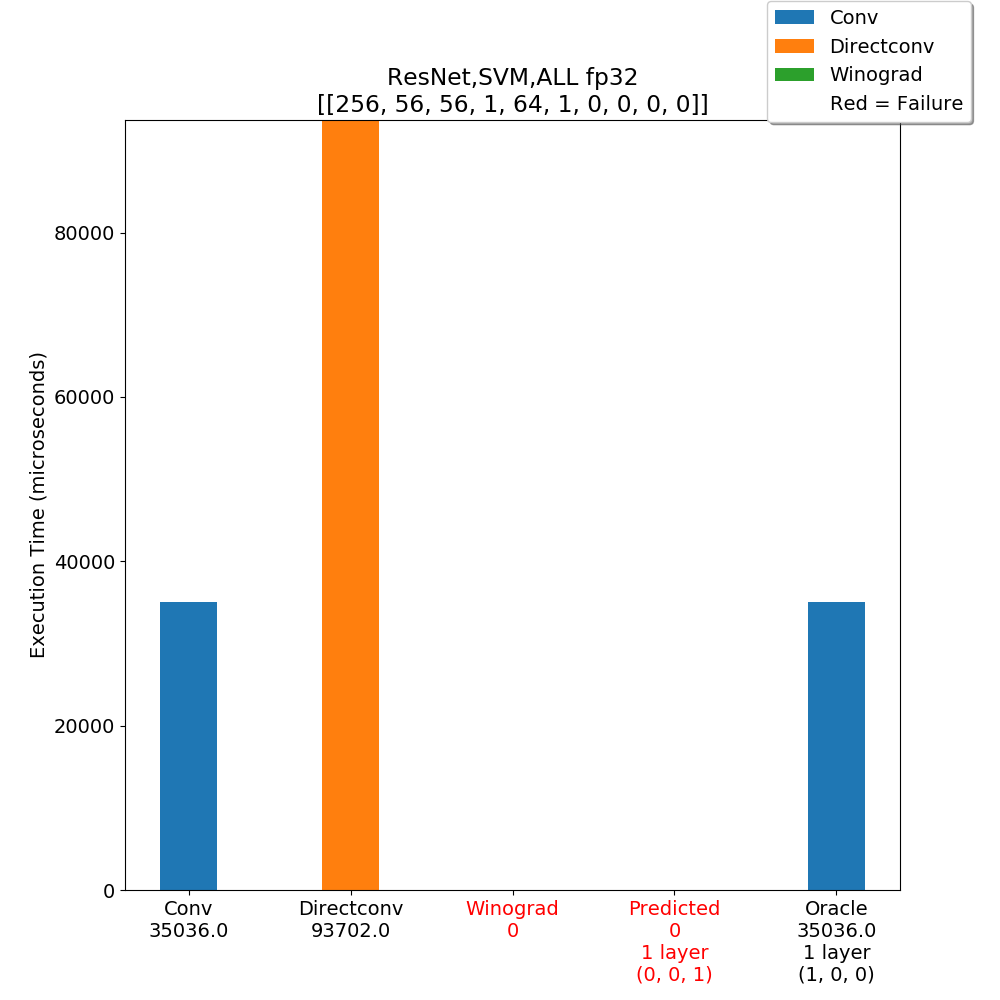 Conv
Directconv
Winograd
Red = Failure
ResNet,SVM,ALL fp32
[[256, 56, 56, 1, 64, 1, 0, 0, 0, 0]]
Execution Time (microseconds)
80000
60000
40000
20000
0
Conv
35036.0
Directconv
93702.0
Winograd
0
Predicted
0
1 layer
(0, 0, 1)
Oracle
35036.0
1 layer
(1, 0, 0)